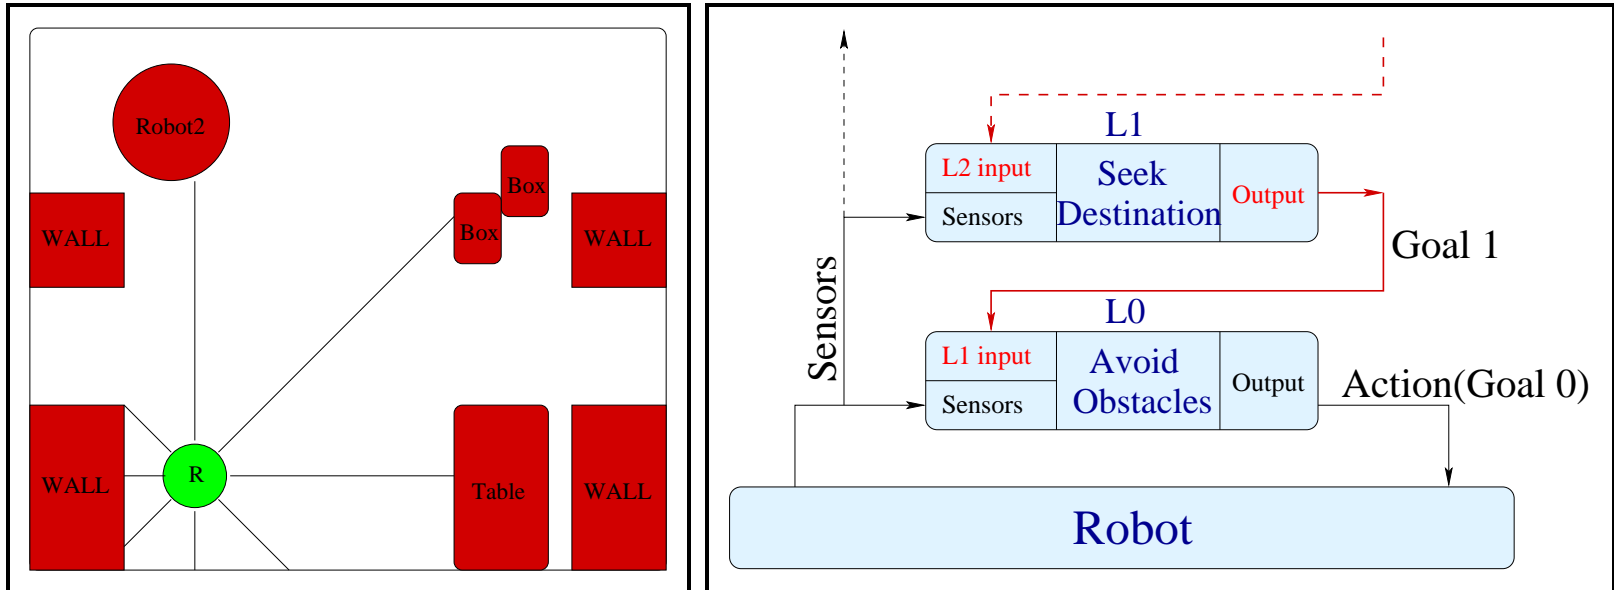 Robot2
Box
Box
WALL
WALL
WALL
R
Table
WALL
L1
L2 input
Sensors
Seek
Destination
Output
Goal 1
Sensors
L0
L1 input
Sensors
Avoid
Obstacles
Output
Action(Goal 0)
Robot